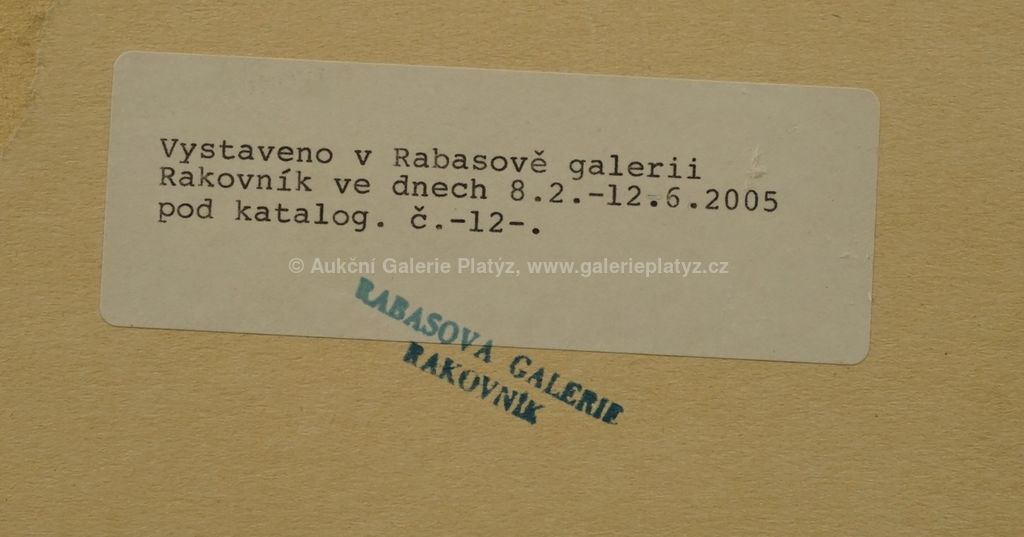 Vystaveno v Rabasově galerii
Rakovník ve dnech 8.2.-12.6.2005
pod katalog. č.-12-.
© Aukční Galerie Platýz, www.galerieplatyz.cz
RABASOVA GALERIE
RAKOVNÍK